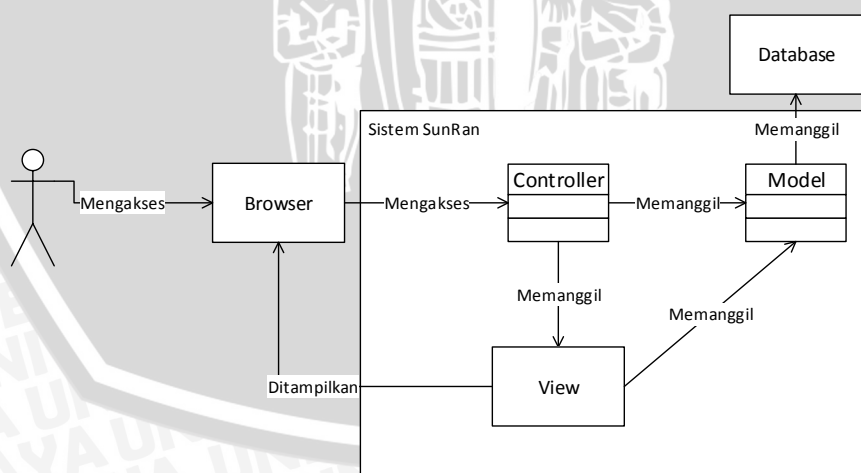 Database
Sistem SunRan
Memanggil
Mengakses
Browser
Mengakses
Controller
Memanggil
Model
Memanggil
Memanggil
Ditampilkan
View